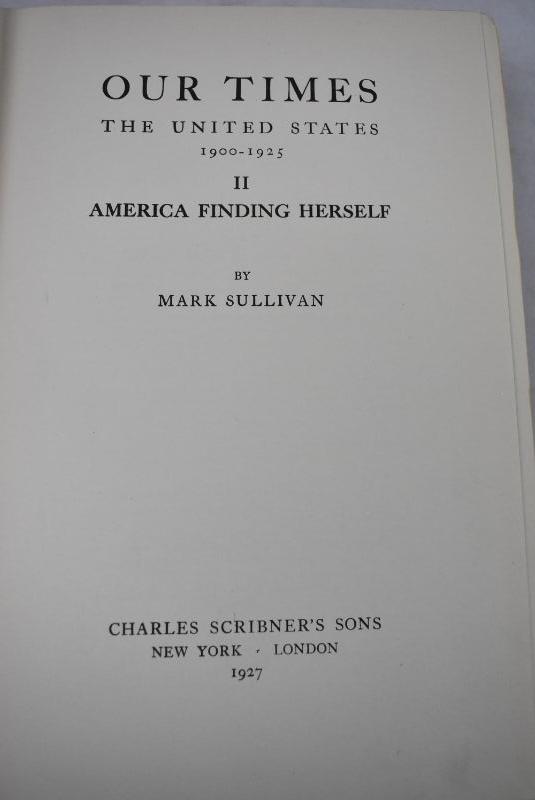 OUR TIMES
THE UNITED STATES
1900-1925
II
AMERICA FINDING HERSELF
BY
MARK SULLIVAN
CHARLES SCRIBNER'S SONS
NEW YORK · LONDON
1927